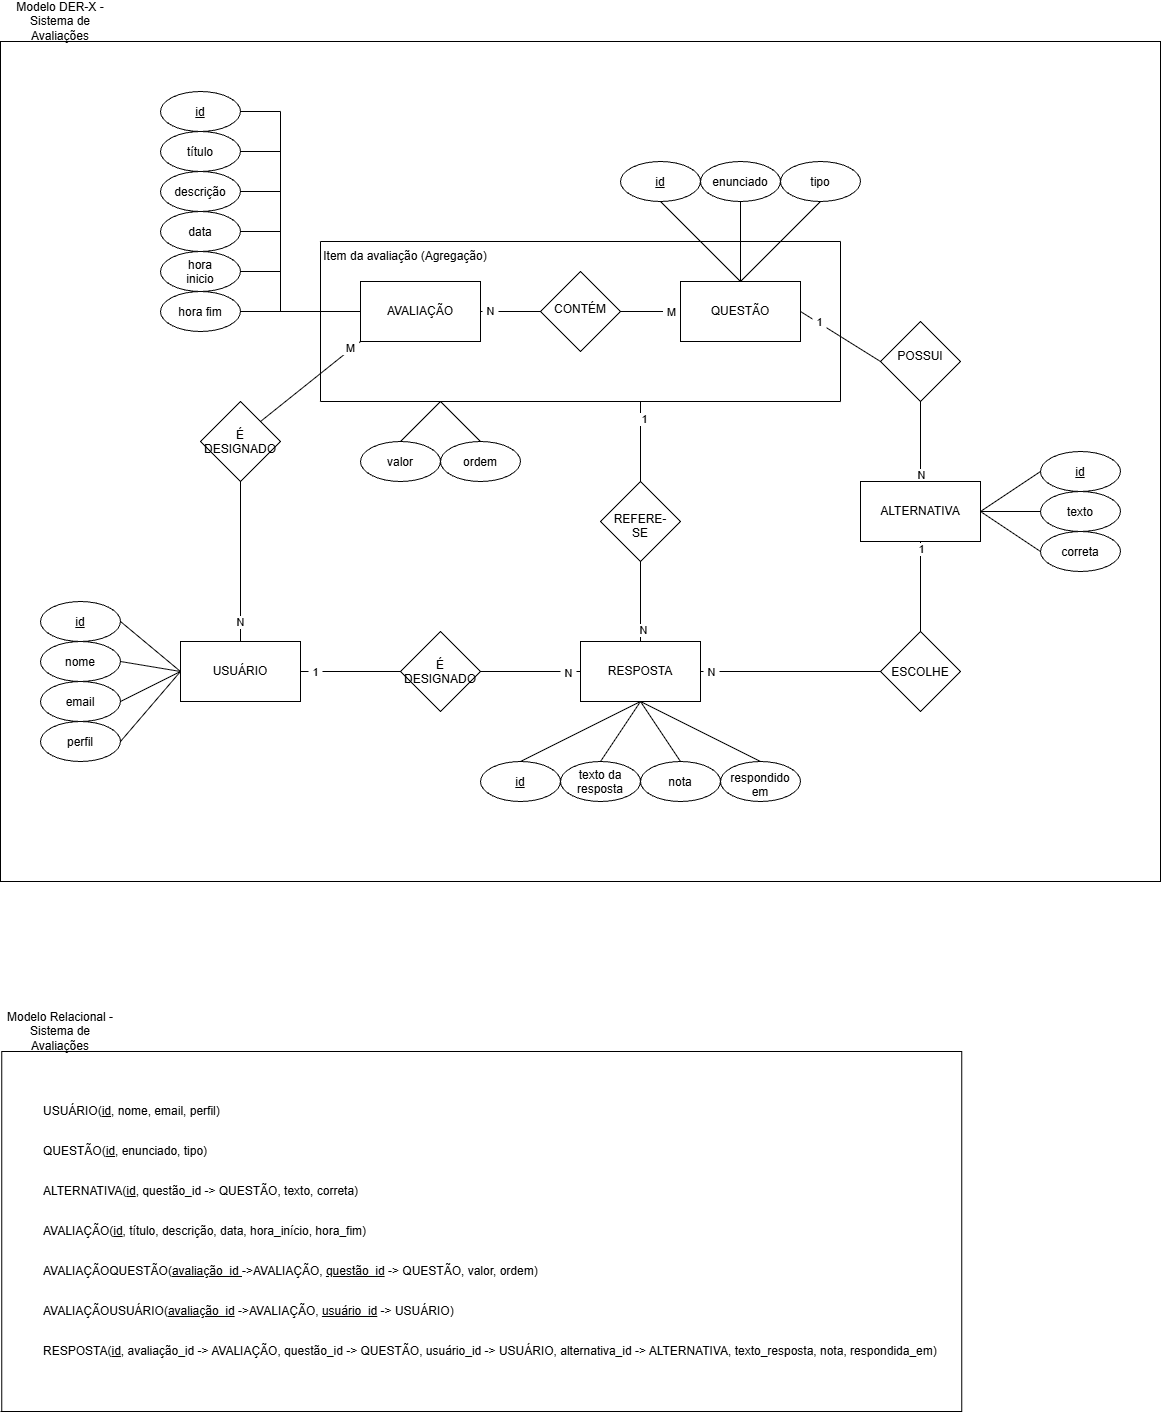 Modelo DER-X -
Sistema de
Avaliações
id
título
descrição
data
hora
inicio
hora fim
id
enunciado
tipo
Item da avaliação (Agregação)
AVALIAÇÃO
N
CONTÉM
M
QUESTÃO
1
POSSUI
M
É
DESIGNADO
valor
ordem
1
N
REFERE-
SE
ALTERNATIVA
id
texto
correta
1
N
N
id
nome
email
perfil
USUÁRIO
1
É
DESIGNADO
N
RESPOSTA
N
ESCOLHE
id
texto da
resposta
nota
respondido
em
Modelo Relacional -
Sistema de
Avaliações
USUÁRIO(id, nome, email, perfil)
QUESTÃO(id, enunciado, tipo)
ALTERNATIVA(id, questão_id -> QUESTÃO, texto, correta)
AVALIAÇÃO(id, título, descrição, data, hora_início, hora_fim)
AVALIAÇÃOQUESTÃO(avaliação_id ->AVALIAÇÃO, questão_id -> QUESTÃO, valor, ordem)
AVALIAÇÃOUSUÁRIO(avaliação_id ->AVALIAÇÃO, usuário_id -> USUÁRIO)
RESPOSTA(id, avaliação_id -> AVALIAÇÃO, questão_id -> QUESTÃO, usuário_id -> USUÁRIO, alternativa_id -> ALTERNATIVA, texto_resposta, nota, respondida_em)